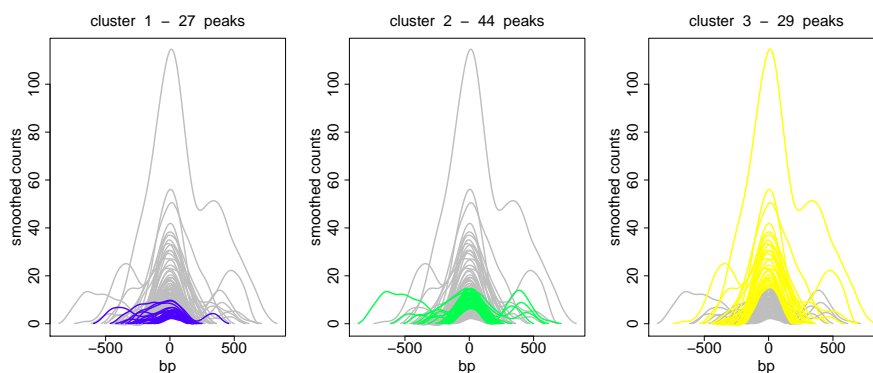 cluster 1 − 27 peaks
smoothed counts
0 20 40 60 80 100
−500 0 500
bp
cluster 2 − 44 peaks
smoothed counts
0 20 40 60 80 100
−500 0 500
bp
cluster 3 − 29 peaks
smoothed counts
0 20 40 60 80 100
−500 0 500
bp